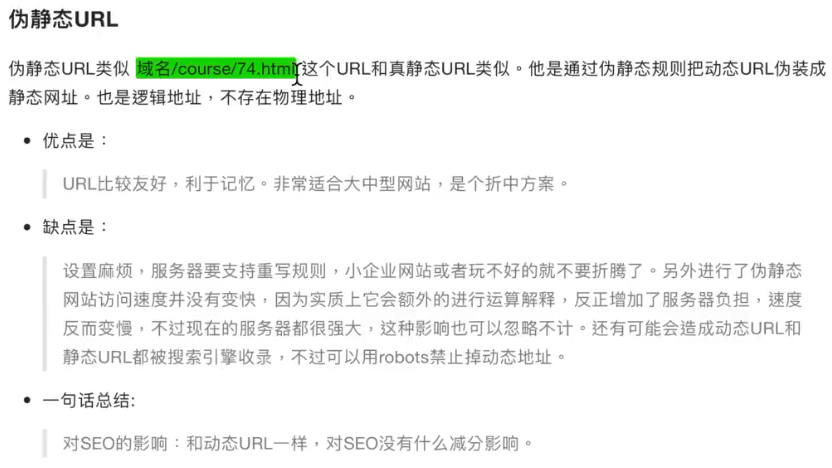 伪静态URL
伪静态URL类似 域名/course/74.html 这个URL和真静态URL类似。他是通过伪静态规则把动态URL伪装成
静态网址。也是逻辑地址，不存在物理地址。
优点是：
URL比较友好，利于记忆。非常适合大中型网站，是个折中方案。
缺点是：
设置麻烦，服务器要支持重写规则，小企业网站或者玩不好的就不要折腾了。另外进行了伪静态
网站访问速度并没有变快，因为实质上它会额外的进行运算解释，反正增加了服务器负担，速度
反而变慢，不过现在的服务器都很强大，这种影响也可以忽略不计。还有可能会造成动态URL和
静态URL都被搜索引擎收录，不过可以用robots禁止掉动态地址。
一句话总结:
对SEO的影响：和动态URL一样，对SEO没有什么减分影响。